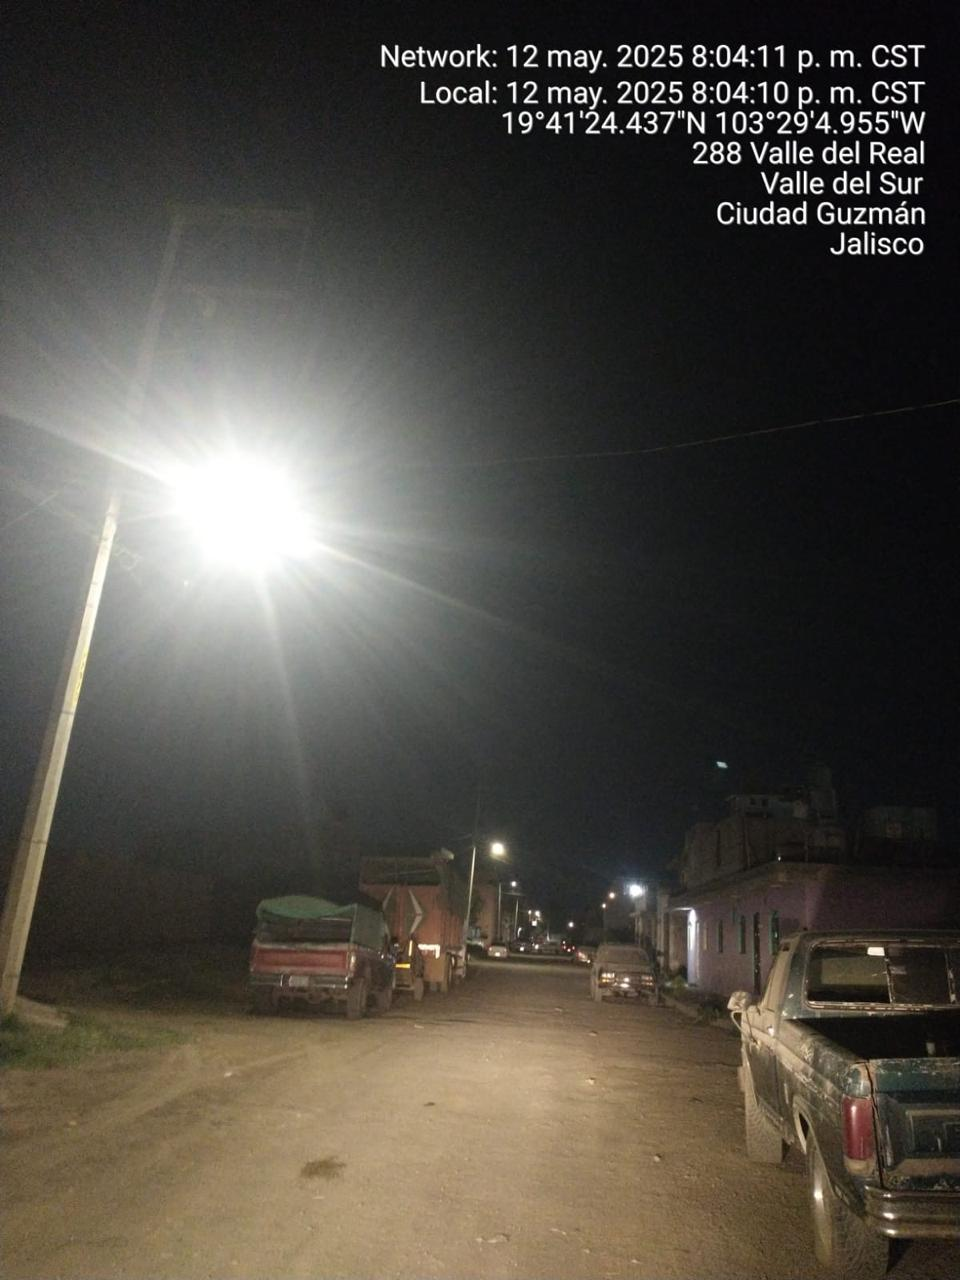 Network: 12 may. 2025 8:04:11 p. m. CST
Local: 12 may. 2025 8:04:10 p. m. CST
19°41'24.437"N 103°29'4.955"W
288 Valle del Real
Valle del Sur
Ciudad Guzmán
Jalisco